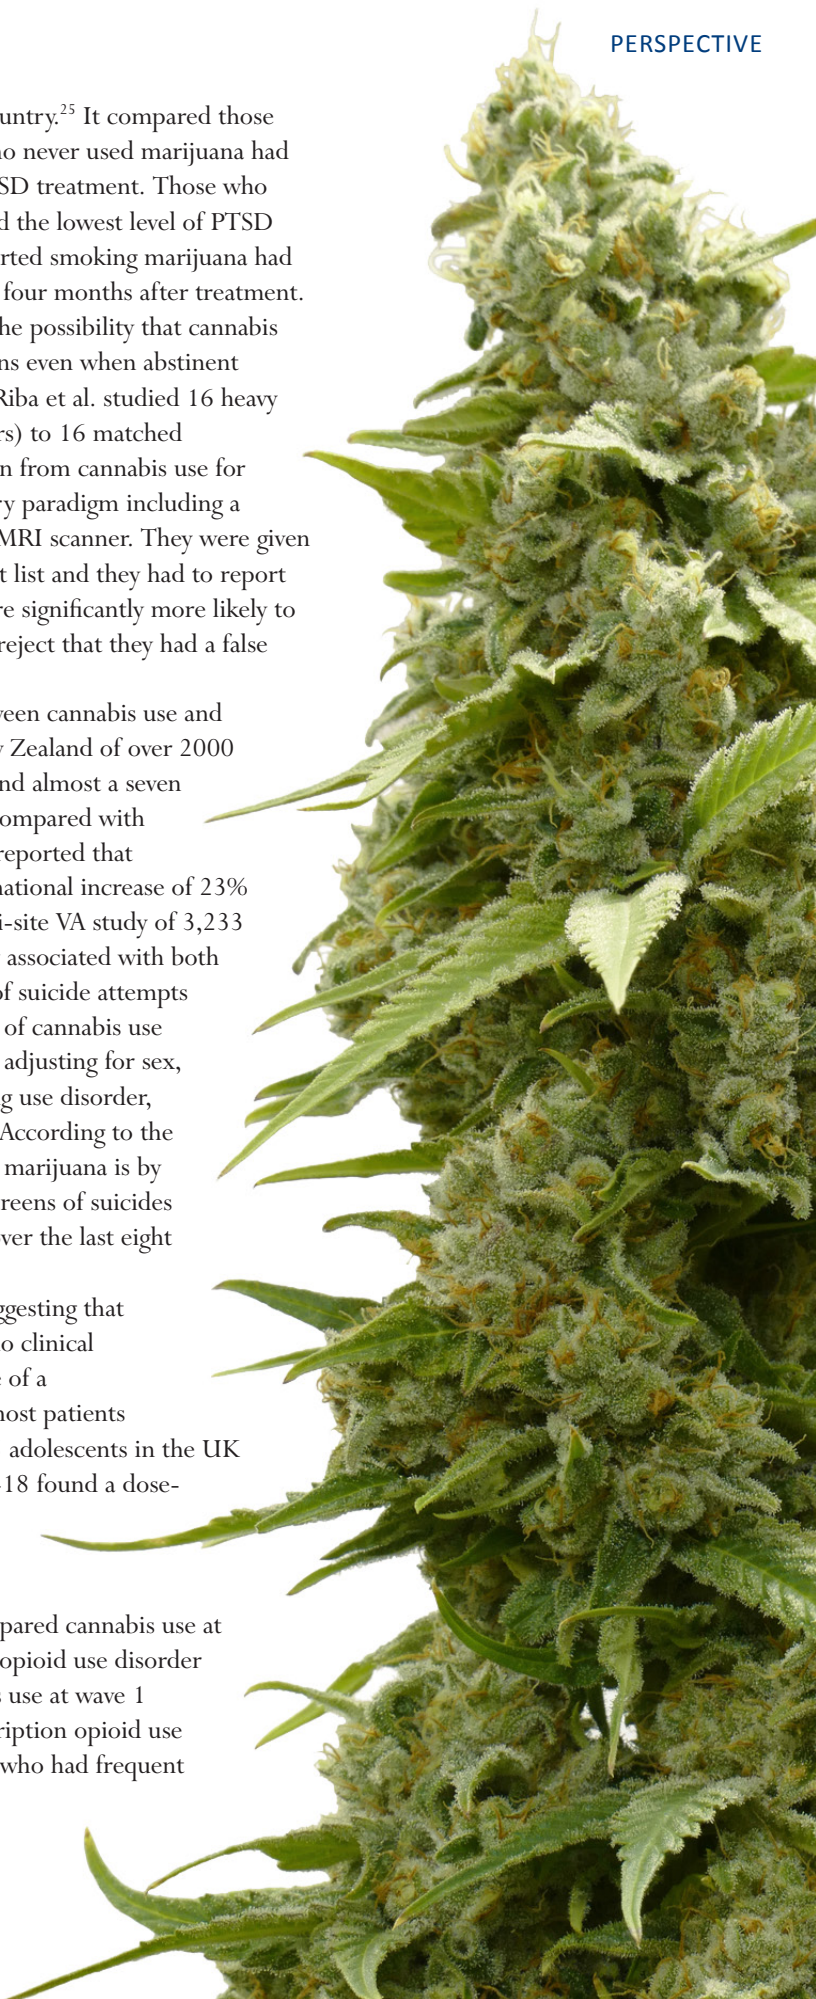 PERSPECTIVE
untry.25 It compared those
o never used marijuana had
SD treatment. Those who
d the lowest level of PTSD
rted smoking marijuana had
four months after treatment.
he possibility that cannabis
ns even when abstinent
Riba et al. studied 16 heavy
rs) to 16 matched
n from cannabis use for
ry paradigm including a
MRI scanner. They were given
t list and they had to report
re significantly more likely to
reject that they had a false
ween cannabis use and
w Zealand of over 2000
nd almost a seven
compared with
reported that
national increase of 23%
i-site VA study of 3,233
associated with both
of suicide attempts
of cannabis use
adjusting for sex,
g use disorder,
According to the
marijuana is by
reens of suicides
over the last eight
ggesting that
o clinical
of a
most patients
adolescents in the UK
-18 found a dose-
pared cannabis use at
opioid use disorder
s use at wave 1
ription opioid use
who had frequent